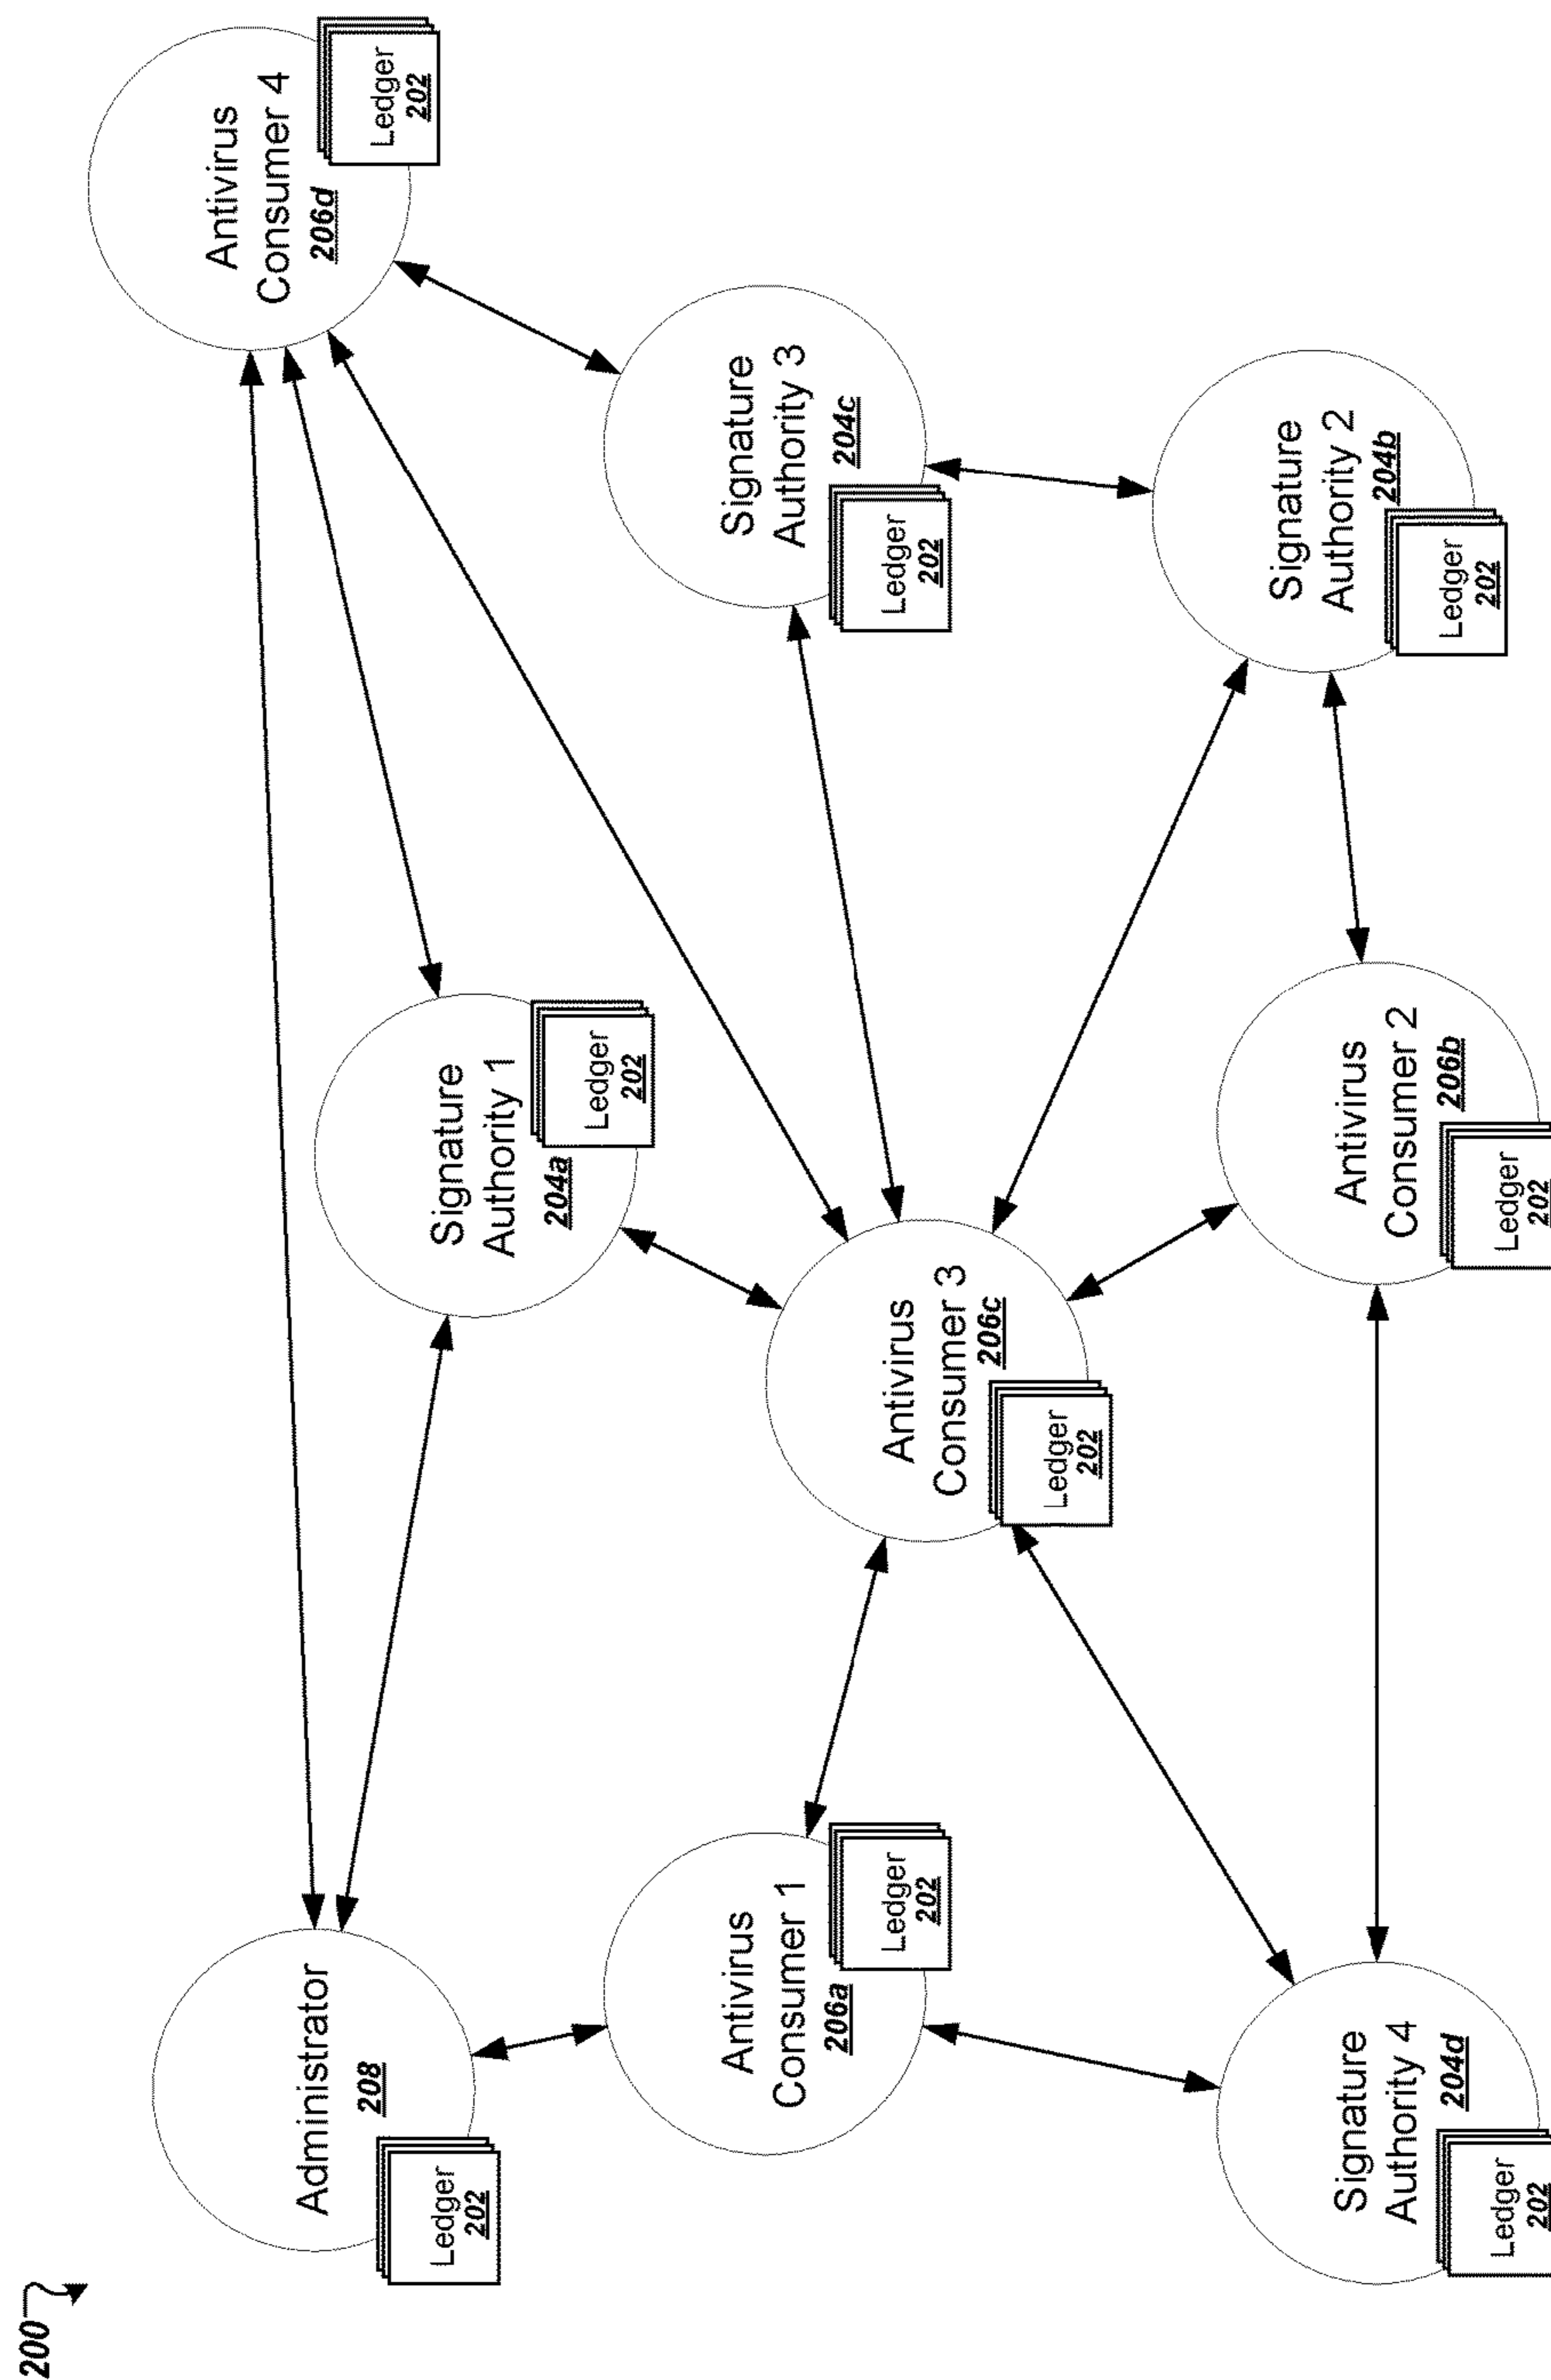 200
Administrator
208
Ledger
202
Antivirus
Consumer 4
206d
Ledger
202
Signature
Authority 1
204a
Ledger
202
Antivirus
Consumer 1
206a
Ledger
202
Signature
Authority 3
204c
Ledger
202
Antivirus
Consumer 3
206c
Ledger
202
Signature
Authority 4
204d
Ledger
202
Antivirus
Consumer 2
206b
Ledger
202
Signature
Authority 2
204b
Ledger
202